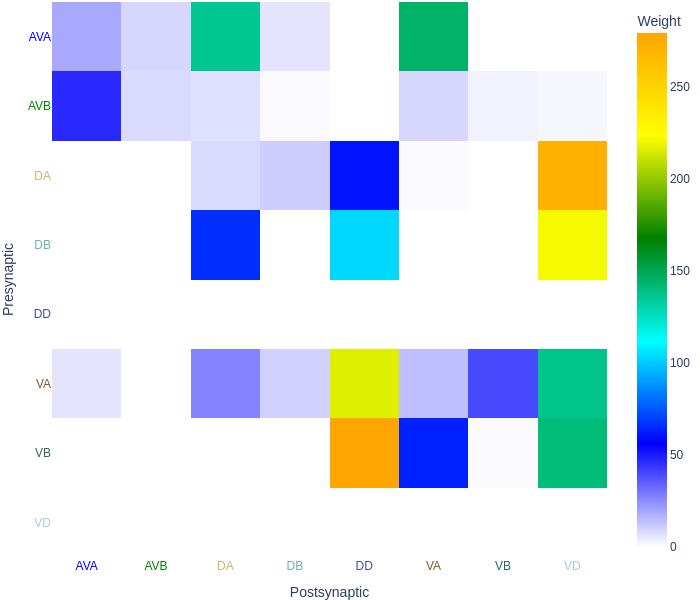 Weight
AVA
AVB
DA
DB
DD
VA
VB
VD
Presynaptic
250
200
150
100
50
0
AVA AVB DA DB DD VA VB VD
Postsynaptic